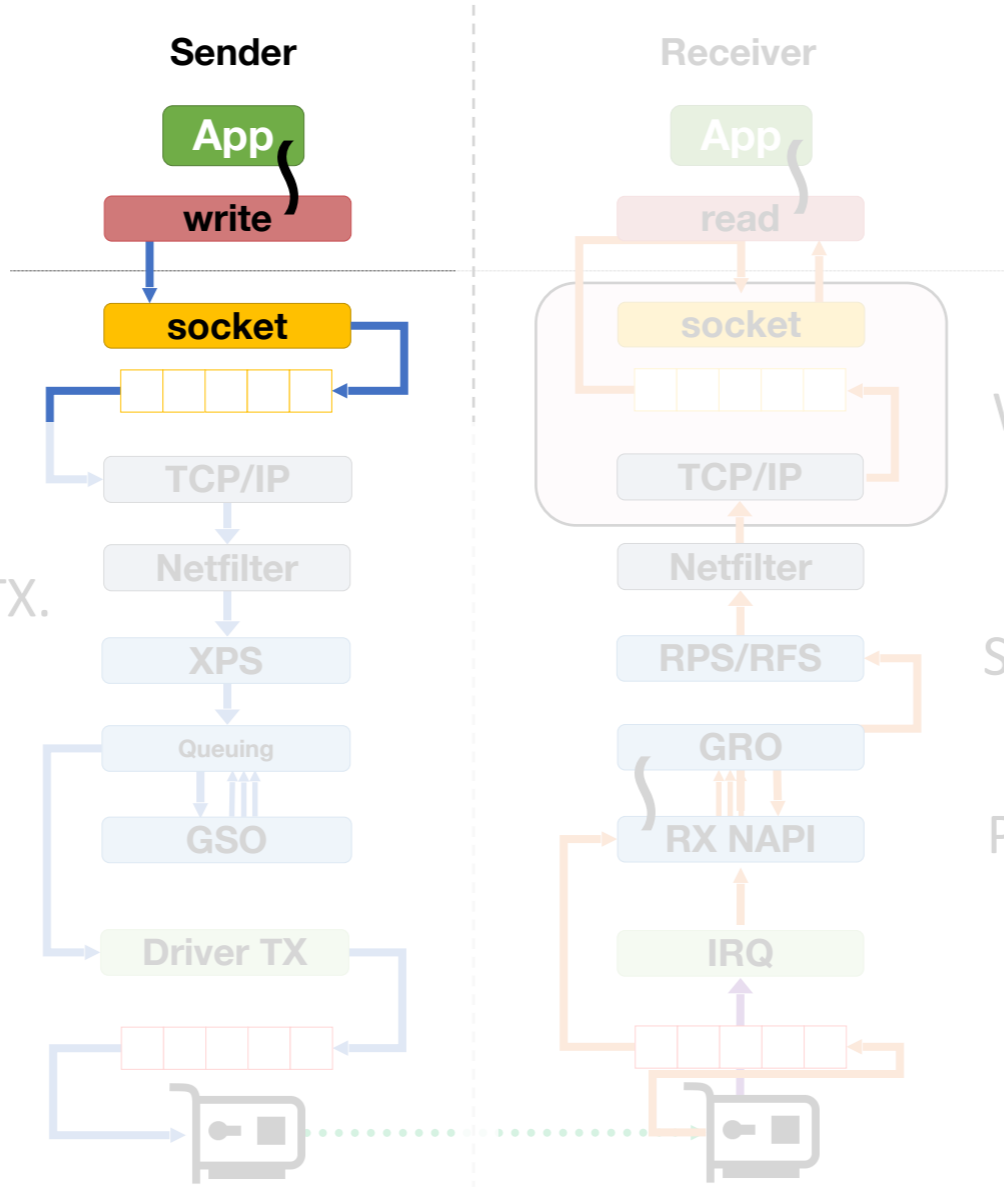 Sender
App
write
socket
TCP/IP
Netfilter
XPS
Queuing
GSO
Driver TX
TX.
Receiver
App
read
socket
TCP/IP
Netfilter
RPS/RFS
GRO
RX NAPI
IRQ
S